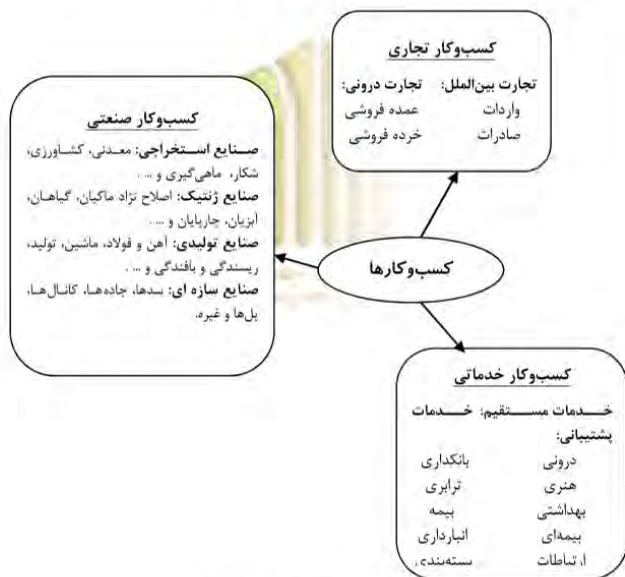 کسب‌وکار تجاری
تجارت بین‌الملل: تجارت درونی:
واردات عمده فروشی
صادرات خرده فروشی
کسب‌وکار صنعتی
صنایع استخراجی: معدنی، کشاورزی،
شکار، ماهی‌گیری و ... .
صنایع ژنتیک: اصلاح نژاد ماکیان، گیاهان،
آبزیان، چارپایان و ... .
صنایع تولیدی: آهن و فولاد، ماشین، تولید،
ریسندگی و بافندگی و ... .
صنایع سازه ای: سدها، جاده‌ها، کانال‌ها،
پل‌ها و غیره.
کسب‌وکارها
کسب‌وکار خدماتی
خدمات مستقیم: خدمات
پشتیبانی:
درونی بانکداری
هنری ترابری
بهداشتی بیمه
بیمه‌ای انبارداری
ارتباطات بسته‌بندی